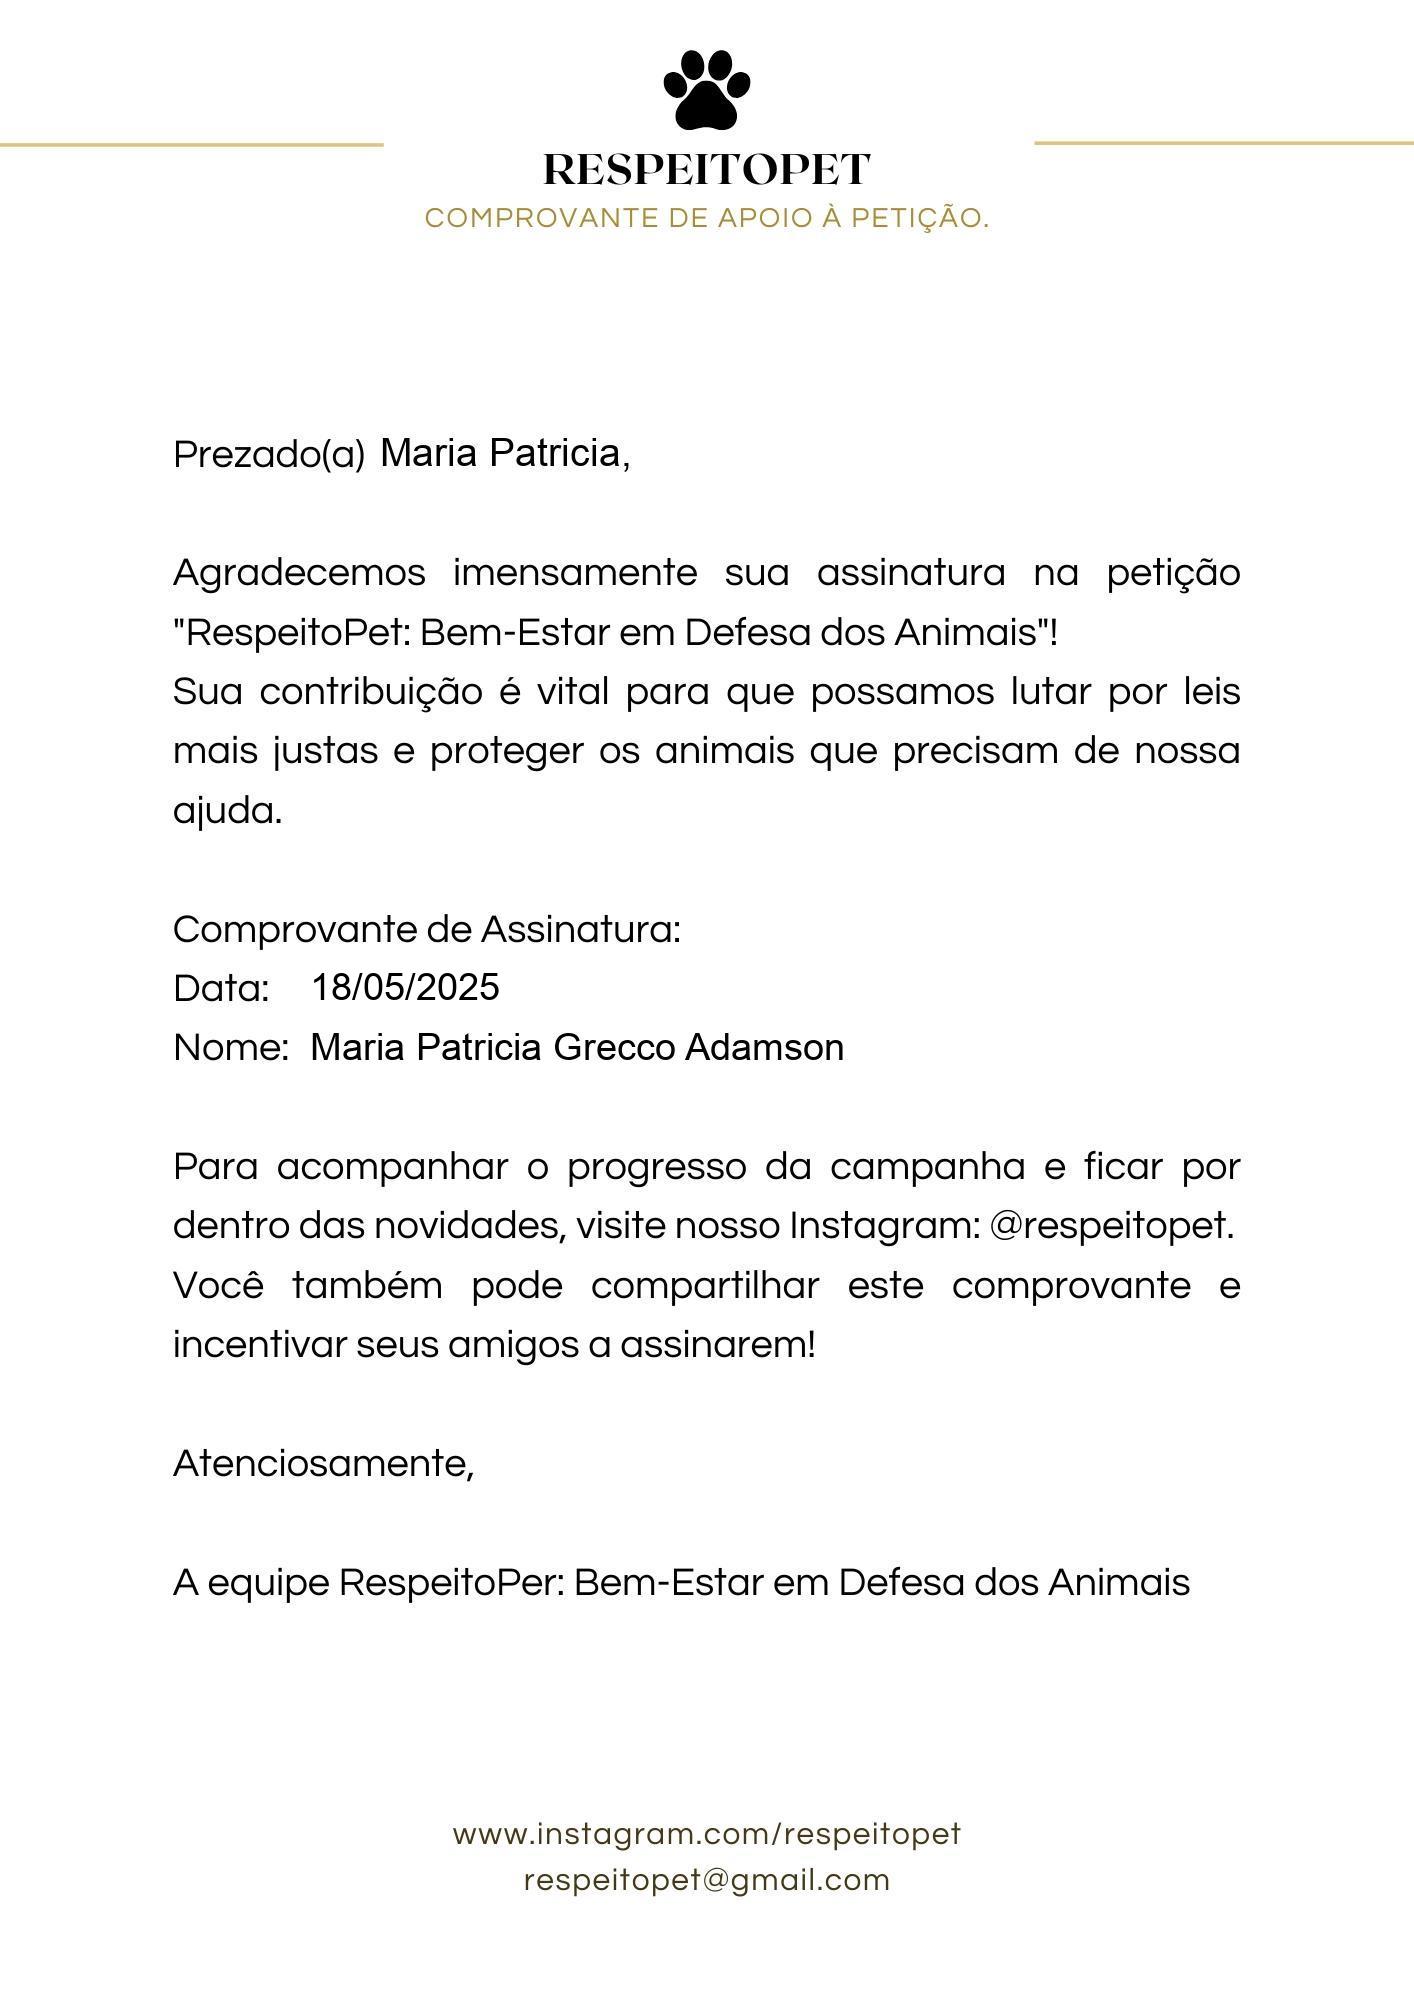 RESPEITOPET
COMPROVANTE DE APOIO À PETIÇÃO.
Prezado(a) Maria Patricia,
Agradecemos imensamente sua assinatura na petição
"RespeitoPet: Bem-Estar em Defesa dos Animais"!
Sua contribuição é vital para que possamos lutar por leis
mais justas e proteger os animais que precisam de nossa
ajuda.
Comprovante de Assinatura:
Data: 18/05/2025
Nome: Maria Patricia Grecco Adamson
Para acompanhar o progresso da campanha e ficar por
dentro das novidades, visite nosso Instagram: @respeitopet.
Você também pode compartilhar este comprovante e
incentivar seus amigos a assinarem!
Atenciosamente,
A equipe RespeitoPer: Bem-Estar em Defesa dos Animais
www.instagram.com/respeitopet
respeitopet@gmail.com